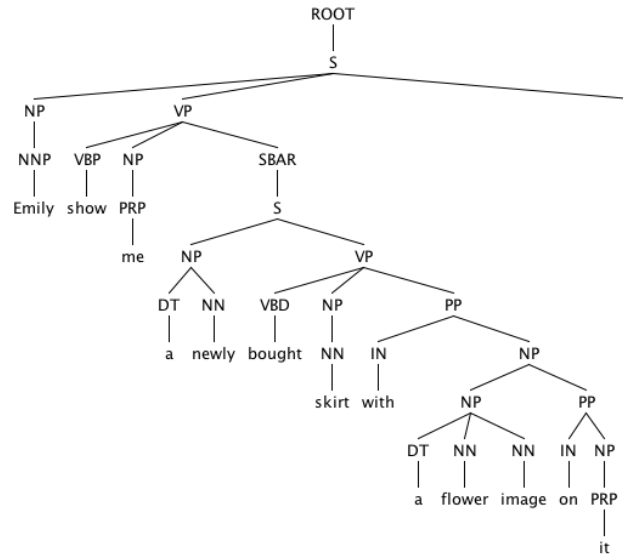 ROOT
S
NP VP
NNP VBP NP SBAR
Emily show PRP S
me NP VP
DT NN VBD NP PP
a newly bought NN IN NP
skirt with NP PP
DT NN NN IN NP
a flower image on PRP
it